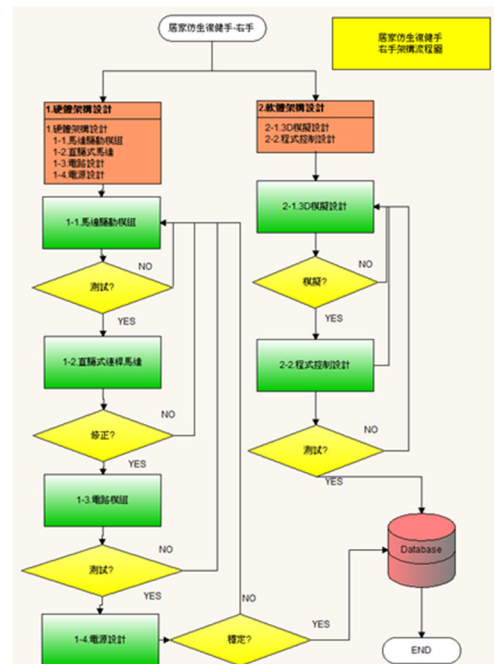 居家仿生復健手-右手
居家仿生復健手
右手架構流程圖
1.硬體架構設計
1.硬體架構設計
1-1.馬達驅動模組
1-2.直驅式馬達
1-3.電路設計
1-4.電源設計
2.軟體架構設計
2-1.3D模擬設計
2-2.程式控制設計
1-1.馬達驅動模組
2-1.3D模擬設計
NO
測試?
YES
NO
模擬?
YES
1-2.直驅式連桿馬達
2-2.程式控制設計
NO
修正?
YES
NO
測試?
YES
1-3.電路模組
NO
測試?
YES
Database
NO
1-4.電源設計
穩定?
YES
END